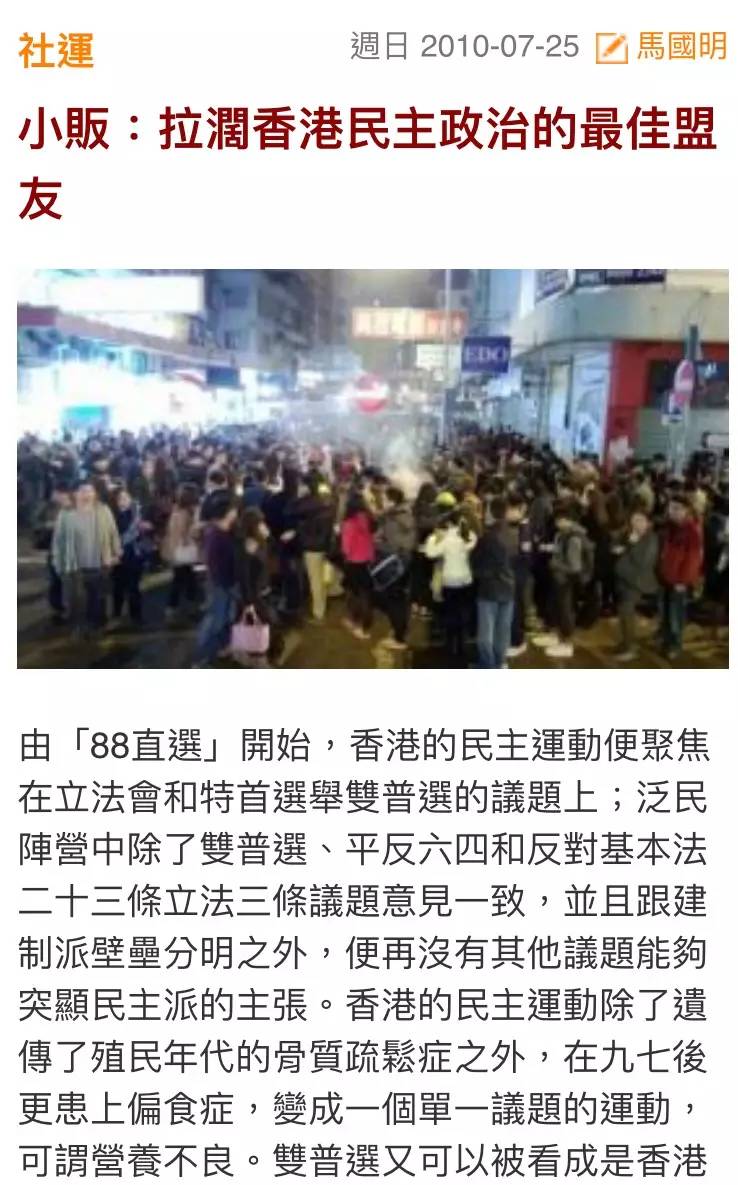 社運
週日 2010-07-25 馬國明
小販：拉濶香港民主政治的最佳盟
友
EDO
由「88直選」開始，香港的民主運動便聚焦
在立法會和特首選舉雙普選的議題上；泛民
陣營中除了雙普選、平反六四和反對基本法
二十三條立法三條議題意見一致，並且跟建
制派壁壘分明之外，便再沒有其他議題能夠
突顯民主派的主張。香港的民主運動除了遺
傳了殖民年代的骨質疏鬆症之外，在九七後
更患上偏食症，變成一個單一議題的運動，
可謂營養不良。雙普選又可以被看成是香港